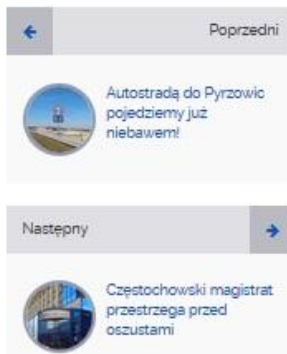 Poprzedni
Autostradą do Pyrzowic
pojedziemy już
niebawem!
Następny
Częstochowski magistrat
przestrzega przed
oszustami